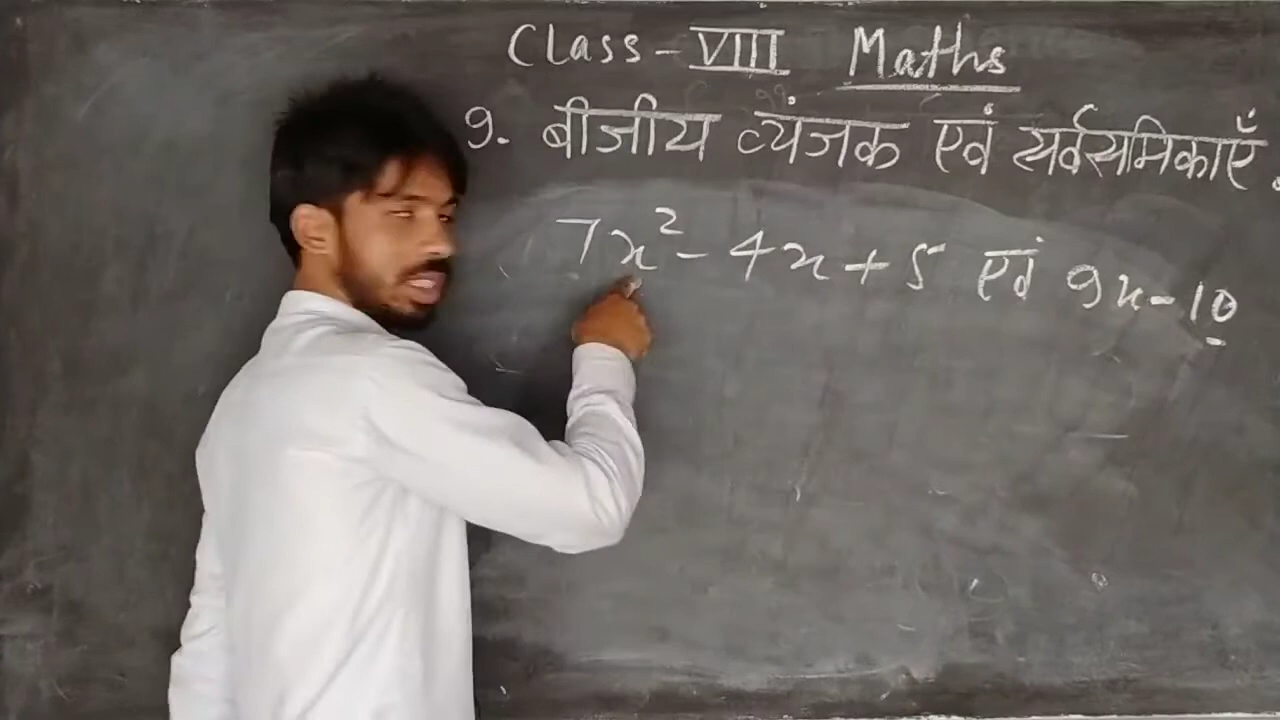 Class - VIII Maths
9. बीजीय व्यंजक एवं सर्वसमिकाएँ.
7x² - 4x + 5 एवं 9x - 10